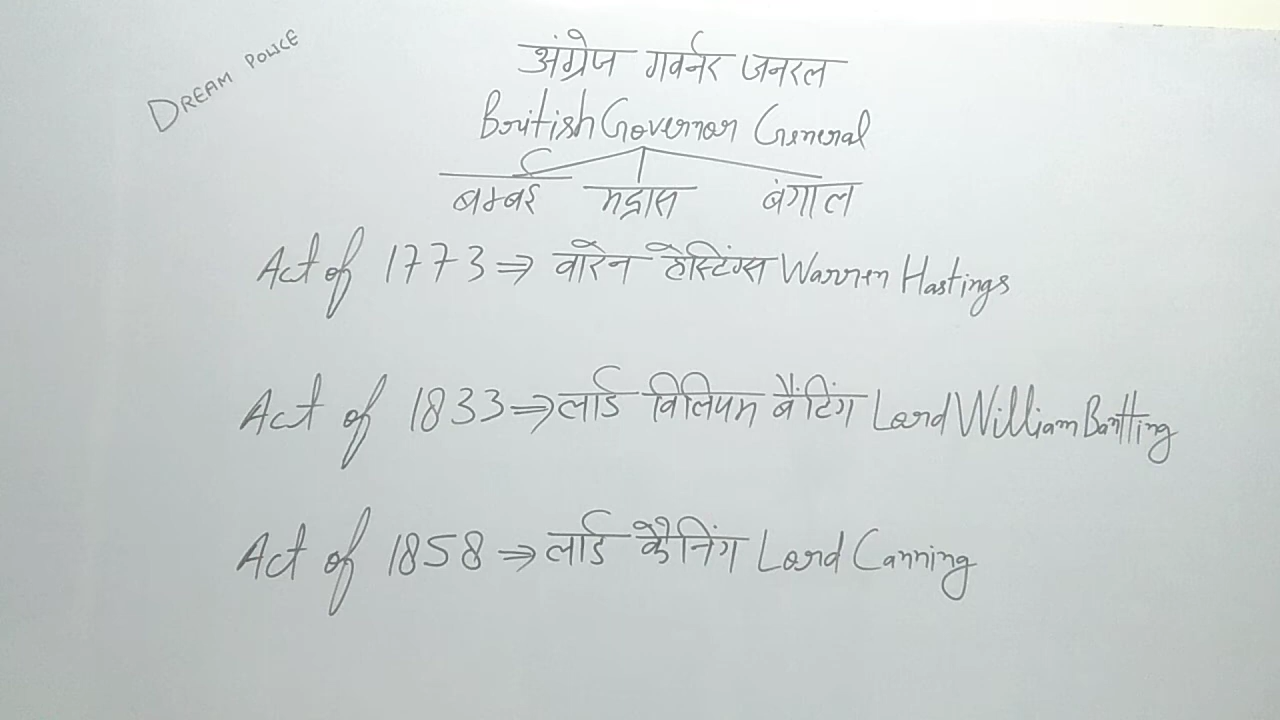 DREAM POLICE
अंग्रेज गवर्नर जनरल
British Governor General
बम्बई मद्रास बंगाल
Act of 1773 ⇒ वारेन हेस्टिंग्स Warren Hastings
Act of 1833 ⇒ लार्ड विलियम बैंटिंग Lord William Bantting
Act of 1858 ⇒ लार्ड कैनिंग Lord Canning